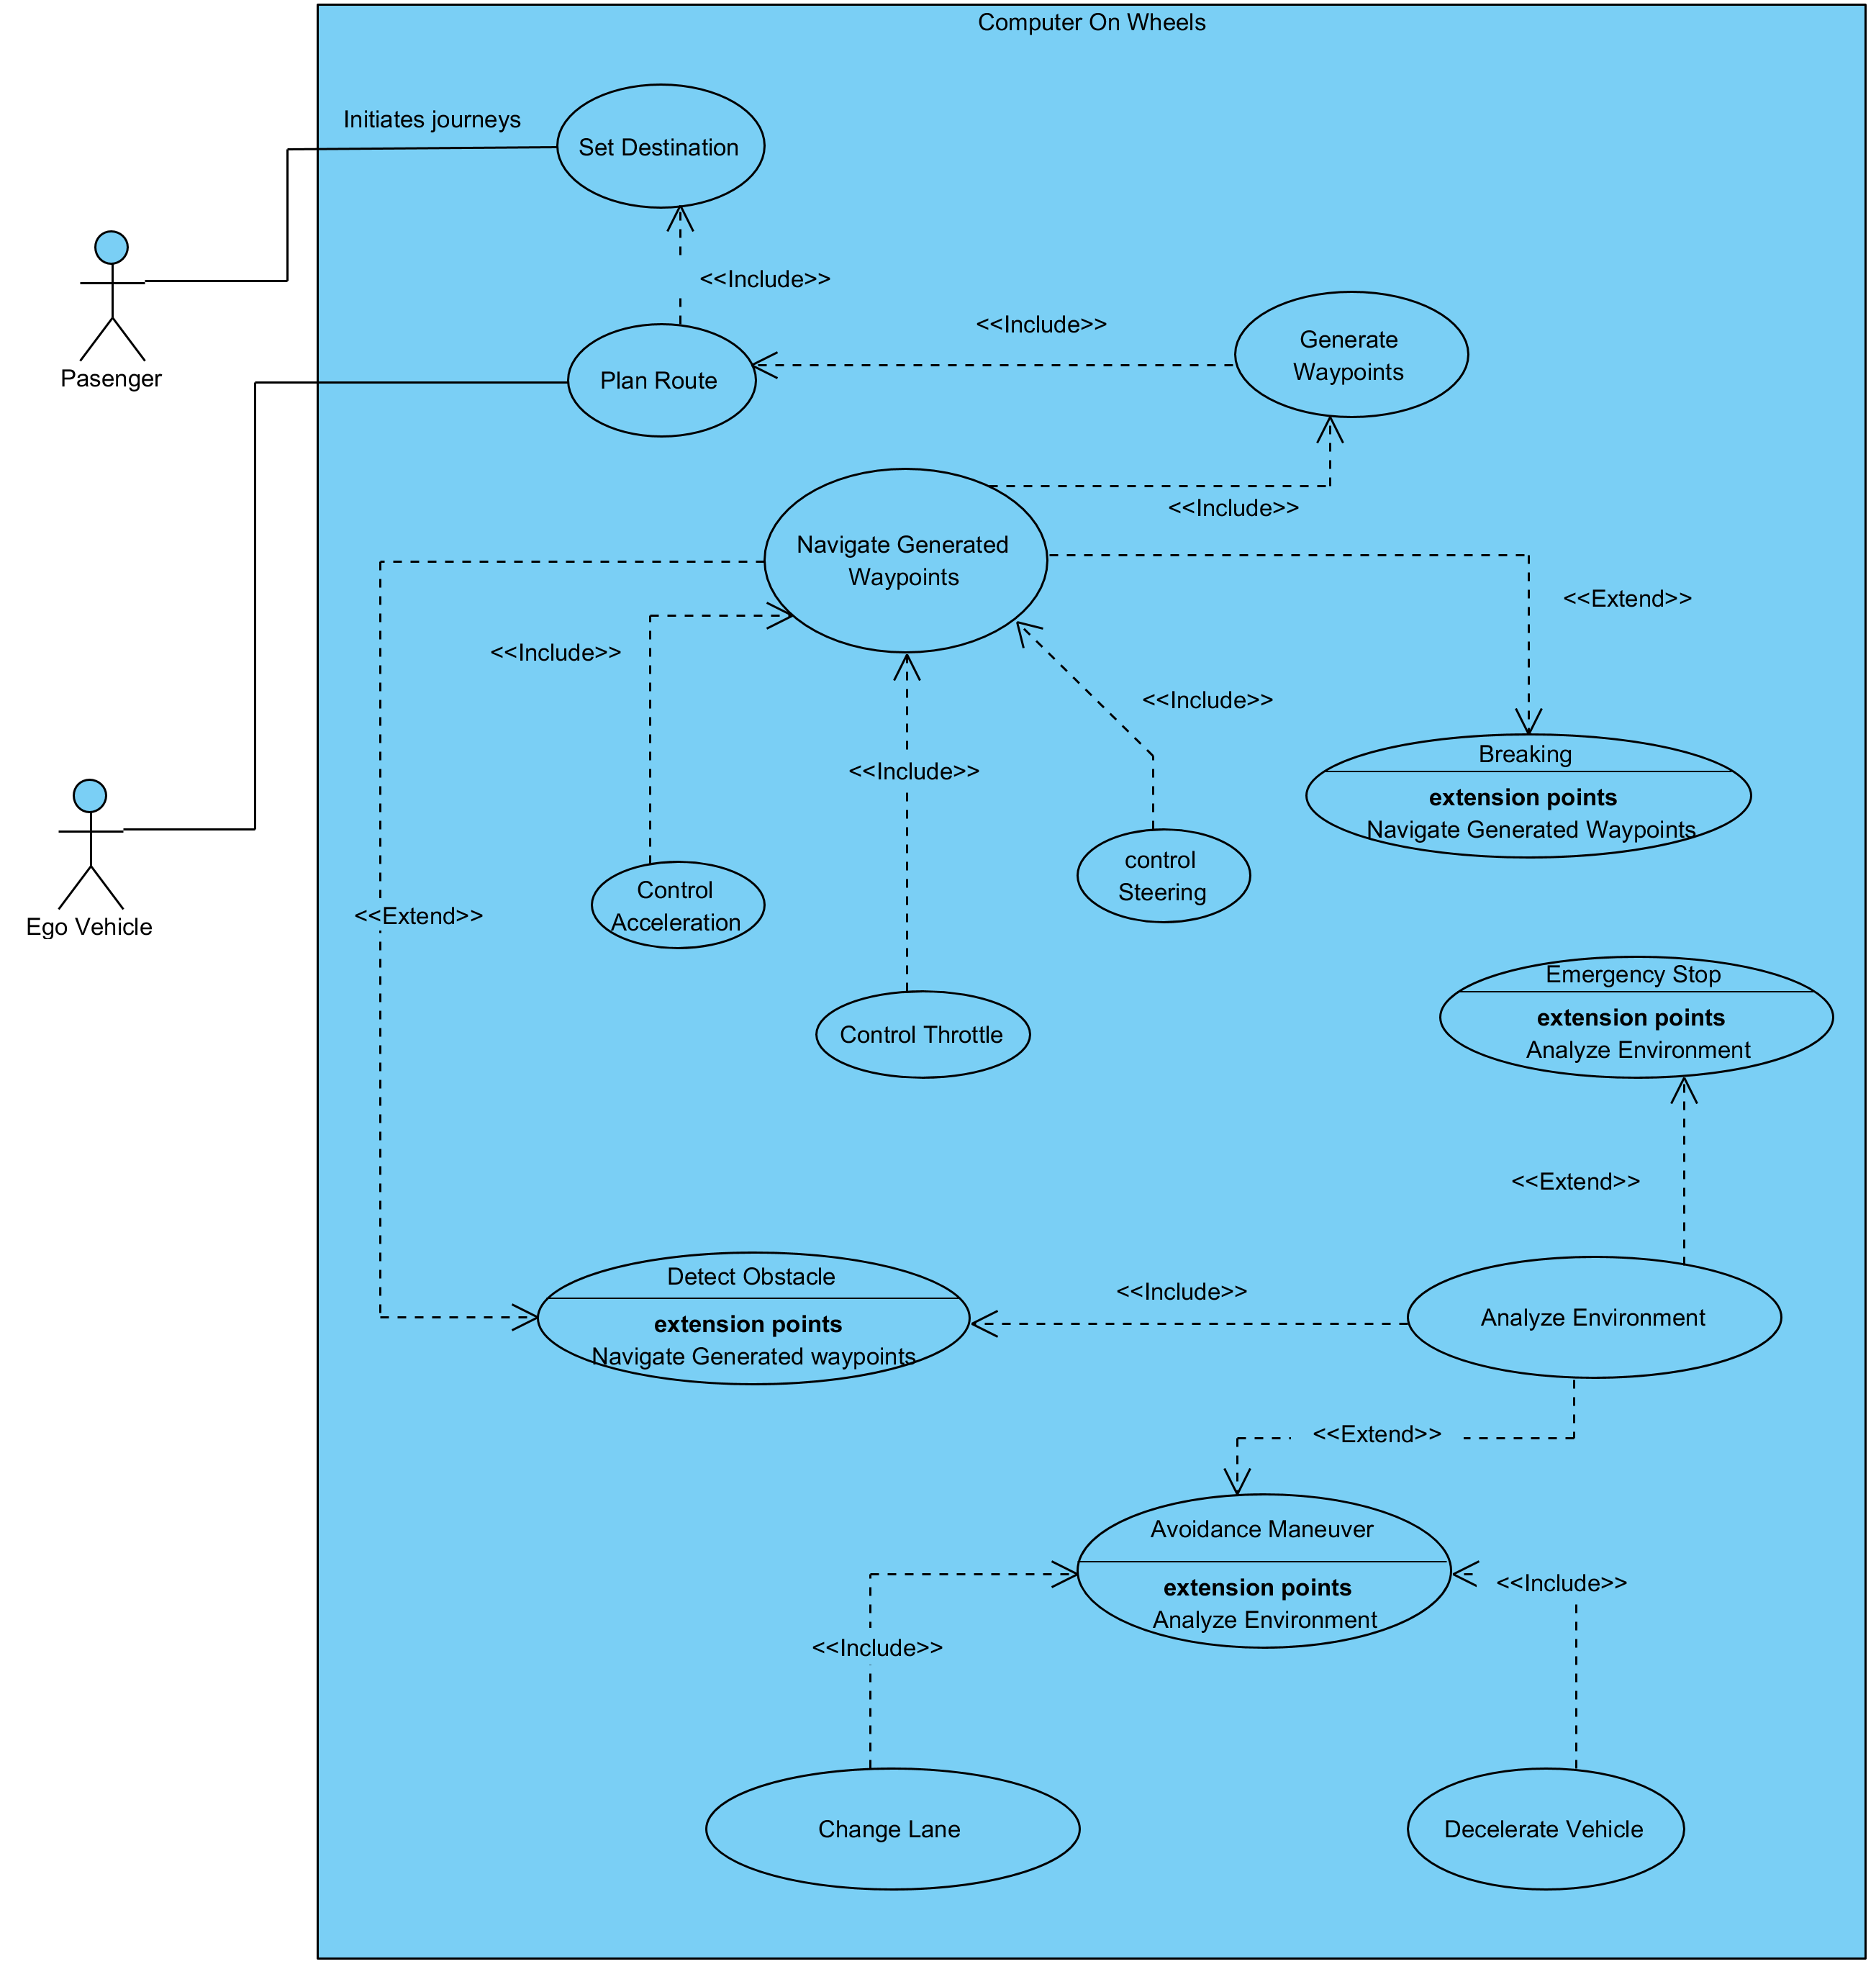 Computer On Wheels
Initiates journeys
Set Destination
<<Include>>
Pasenger
Plan Route
<<Include>>
Generate
Waypoints
<<Include>>
Navigate Generated
Waypoints
<<Extend>>
<<Include>>
<<Include>>
<<Include>>
Breaking
extension points
Navigate Generated Waypoints
control
Steering
Control
Acceleration
<<Extend>>
Ego Vehicle
Control Throttle
Emergency Stop
extension points
Analyze Environment
<<Extend>>
Detect Obstacle
extension points
Navigate Generated waypoints
<<Include>>
Analyze Environment
<<Extend>>
Avoidance Maneuver
extension points
Analyze Environment
<<Include>>
<<Include>>
Change Lane
Decelerate Vehicle